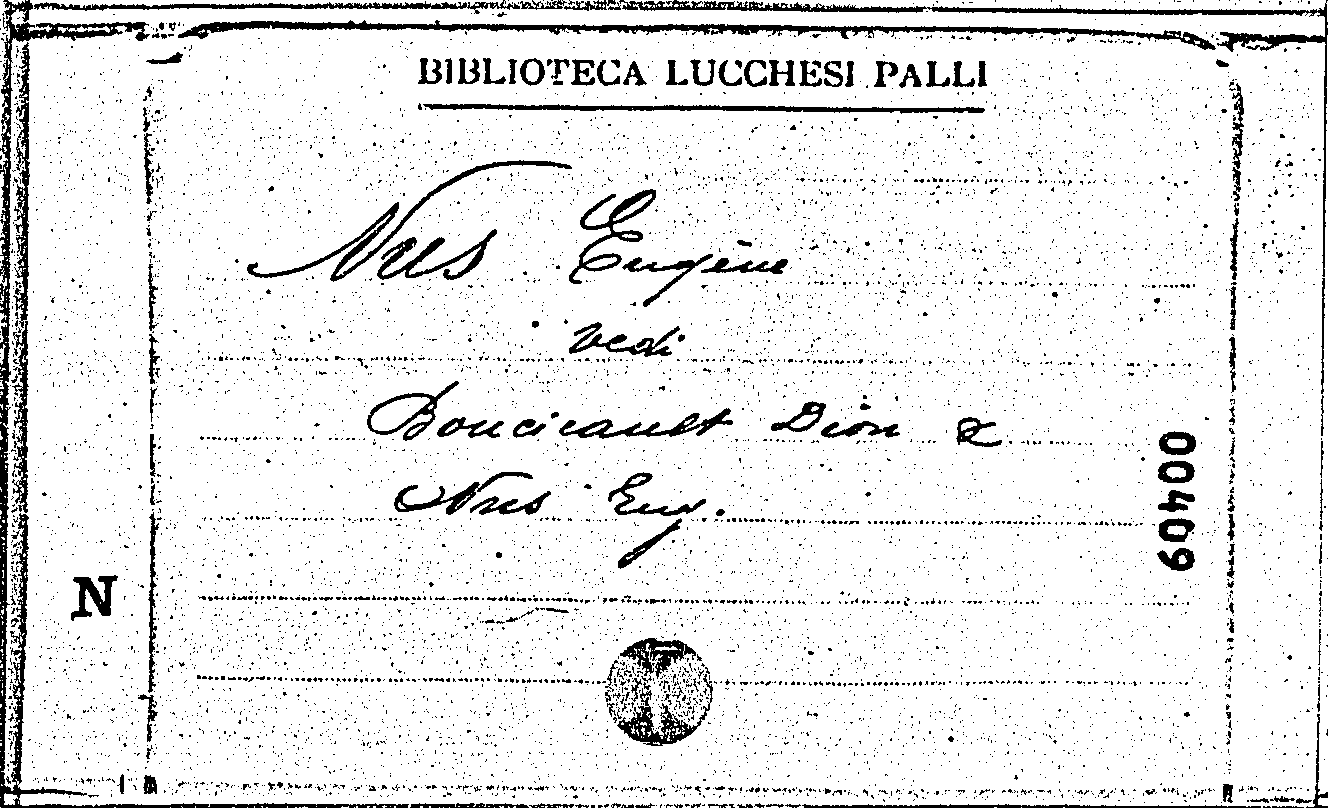 BIBLIOTECA LUCCHESI PALLI
Nus Eugène
vedi
Boucicault Dion &
Nus Eug.
00409
N